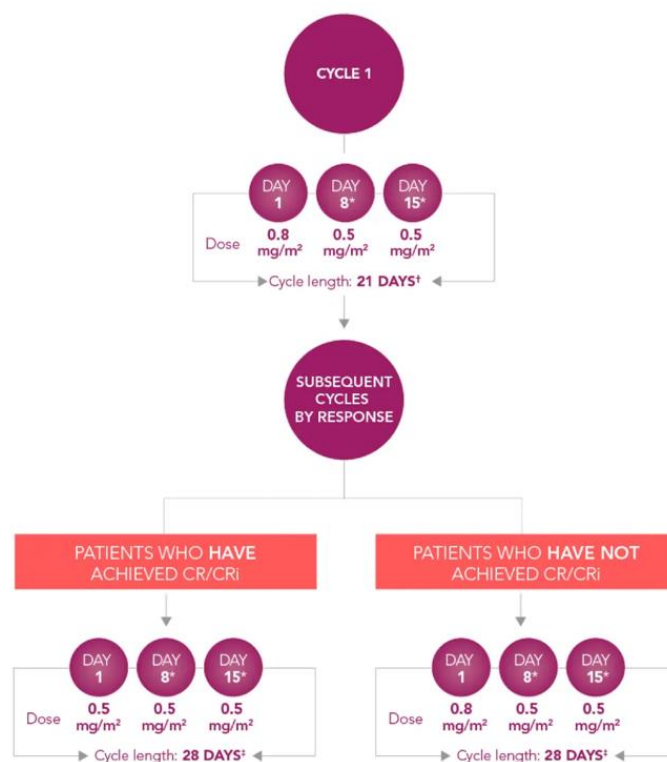 CYCLE 1
DAY 1
DAY 8*
DAY 15*
Dose
0.8 mg/m²
0.5 mg/m²
0.5 mg/m²
Cycle length: 21 DAYS†
SUBSEQUENT
CYCLES
BY RESPONSE
PATIENTS WHO HAVE
ACHIEVED CR/CRi
DAY 1
DAY 8*
DAY 15*
Dose
0.5 mg/m²
0.5 mg/m²
0.5 mg/m²
Cycle length: 28 DAYS‡
PATIENTS WHO HAVE NOT
ACHIEVED CR/CRi
DAY 1
DAY 8*
DAY 15*
Dose
0.8 mg/m²
0.5 mg/m²
0.5 mg/m²
Cycle length: 28 DAYS‡